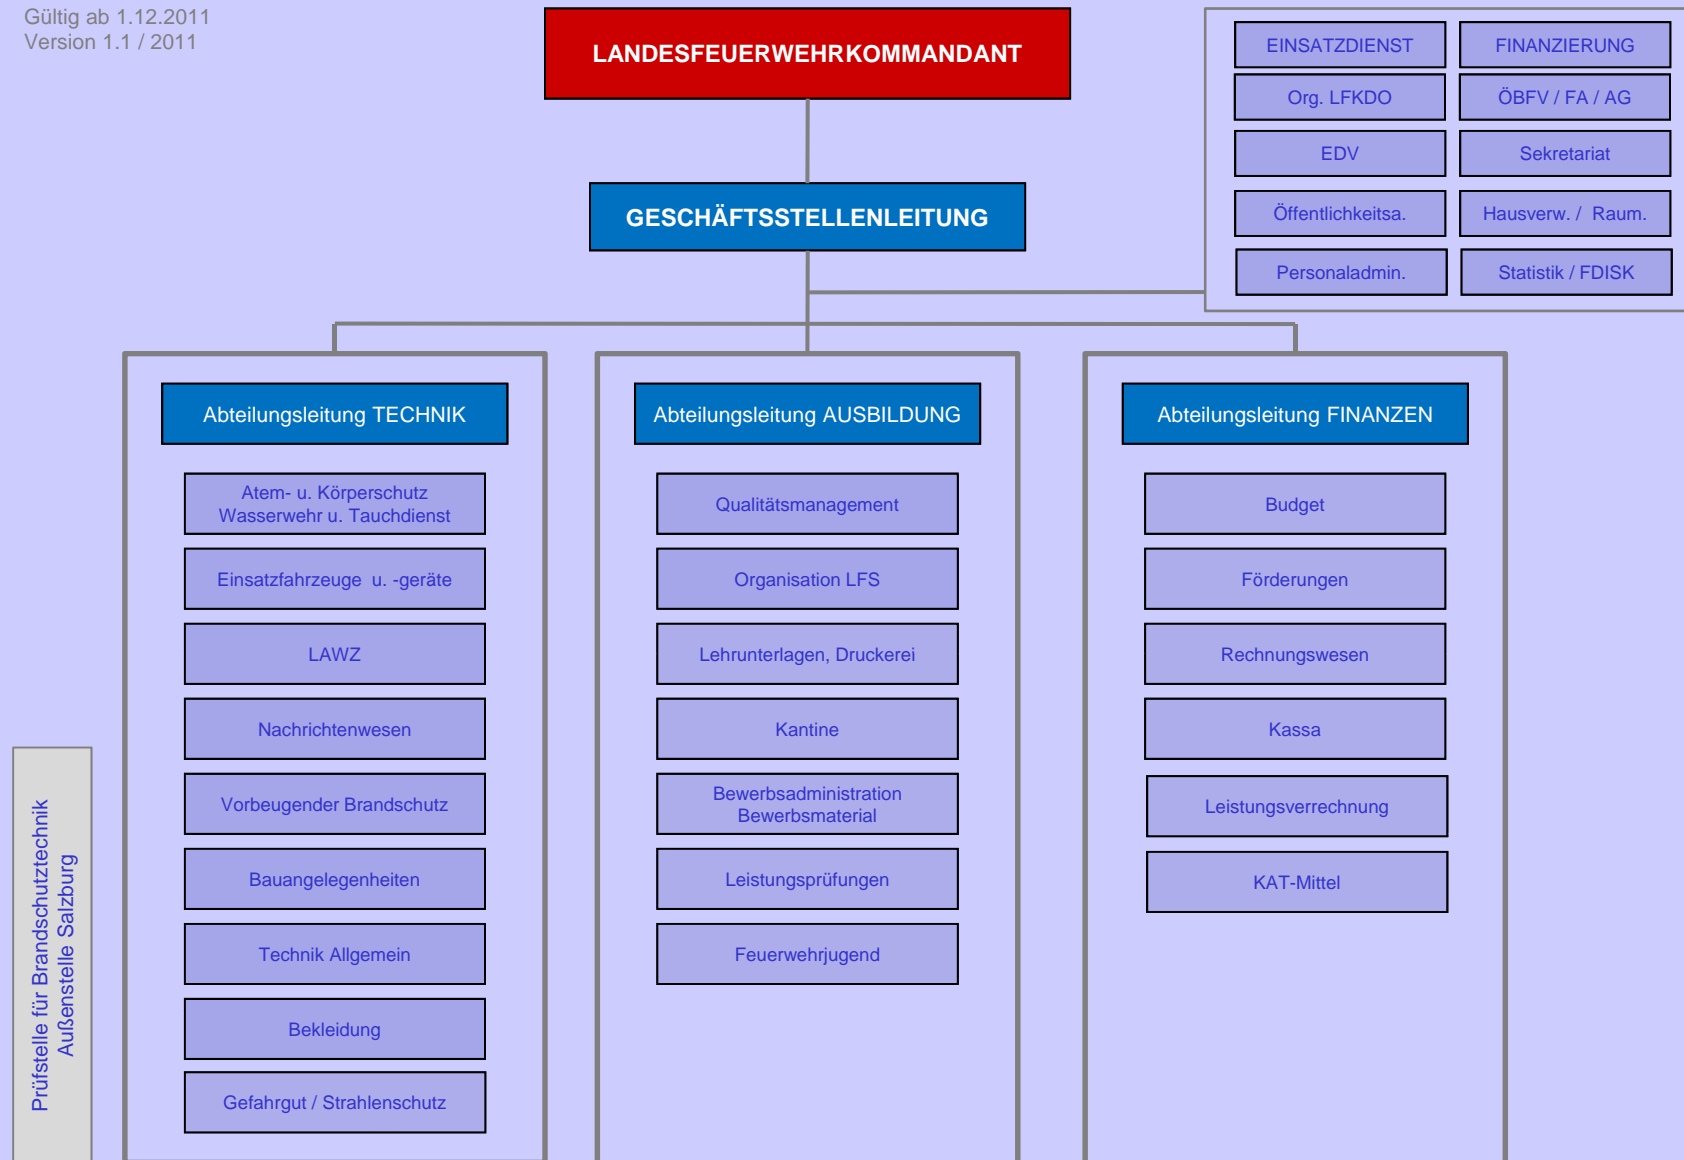 Gültig ab 1.12.2011
Version 1.1 / 2011
LANDESFEUERWEHRKOMMANDANT
GESCHÄFTSSTELLENLEITUNG
EINSATZDIENST
FINANZIERUNG
Org. LFKDO
ÖBFV / FA / AG
EDV
Sekretariat
Öffentlichkeitsa.
Hausverw. / Raum.
Personaladmin.
Statistik / FDISK
Abteilungsleitung TECHNIK
Atem- u. Körperschutz
Wasserwehr u. Tauchdienst
Einsatzfahrzeuge u. -geräte
LAWZ
Nachrichtenwesen
Vorbeugender Brandschutz
Bauangelegenheiten
Technik Allgemein
Bekleidung
Gefahrgut / Strahlenschutz
Abteilungsleitung AUSBILDUNG
Qualitätsmanagement
Organisation LFS
Lehrunterlagen, Druckerei
Kantine
Bewerbsadministration
Bewerbsmaterial
Leistungsprüfungen
Feuerwehrjugend
Abteilungsleitung FINANZEN
Budget
Förderungen
Rechnungswesen
Kassa
Leistungsverrechnung
KAT-Mittel
Prüfstelle für Brandschutztechnik
Außenstelle Salzburg